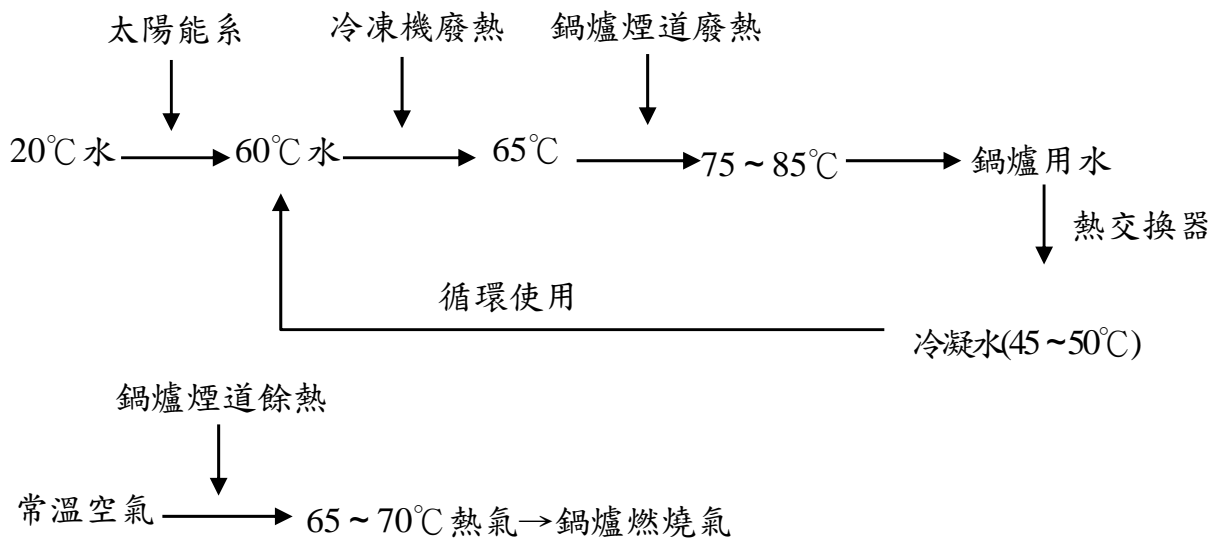 太陽能系 冷凍機廢熱 鍋爐煙道廢熱
20℃水 60℃水 65℃ 75～85℃ 鍋爐用水
熱交換器
循環使用
冷凝水(45～50℃)
鍋爐煙道餘熱
常溫空氣 65～70℃熱氣→鍋爐燃燒氣